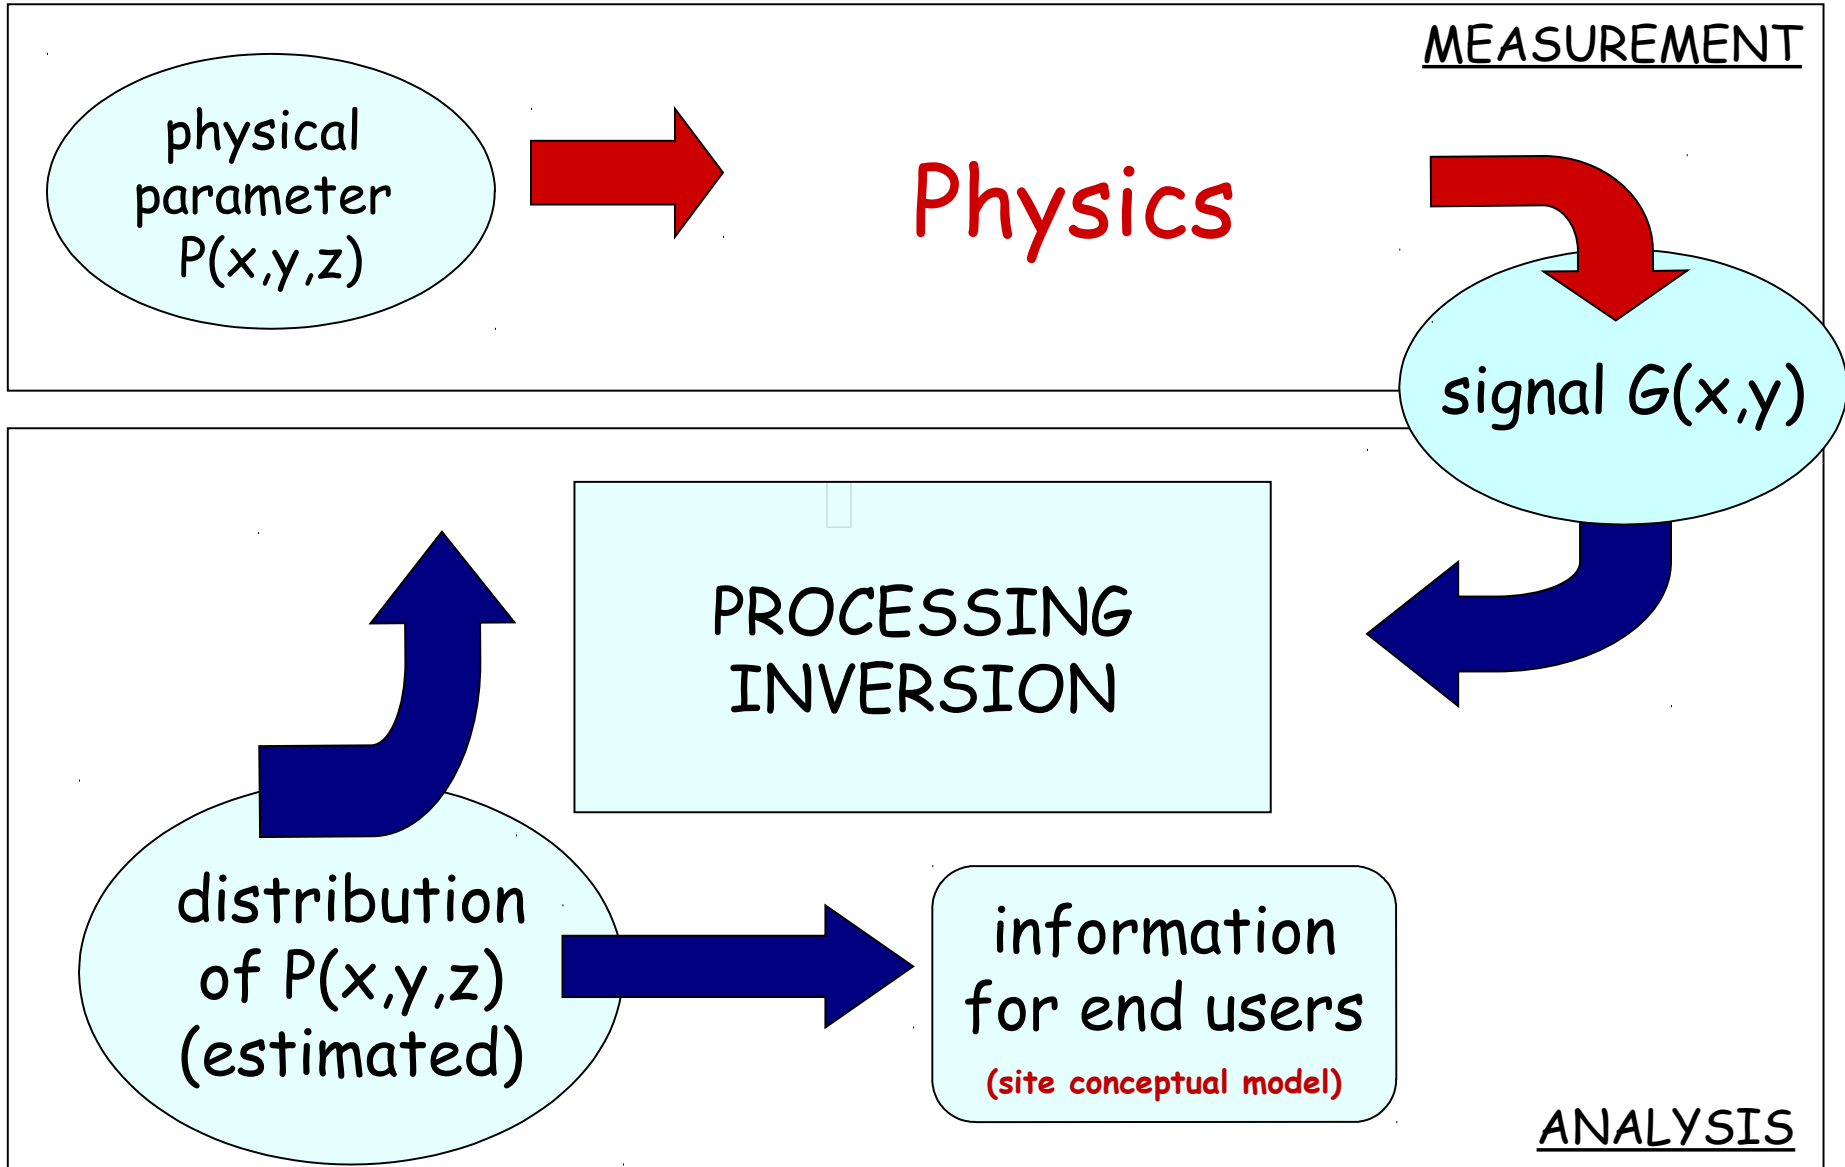 MEASUREMENT
physical
parameter
P(x,y,z)
Physics
signal G(x,y)
PROCESSING
INVERSION
distribution
of P(x,y,z)
(estimated)
information
for end users
(site conceptual model)
ANALYSIS